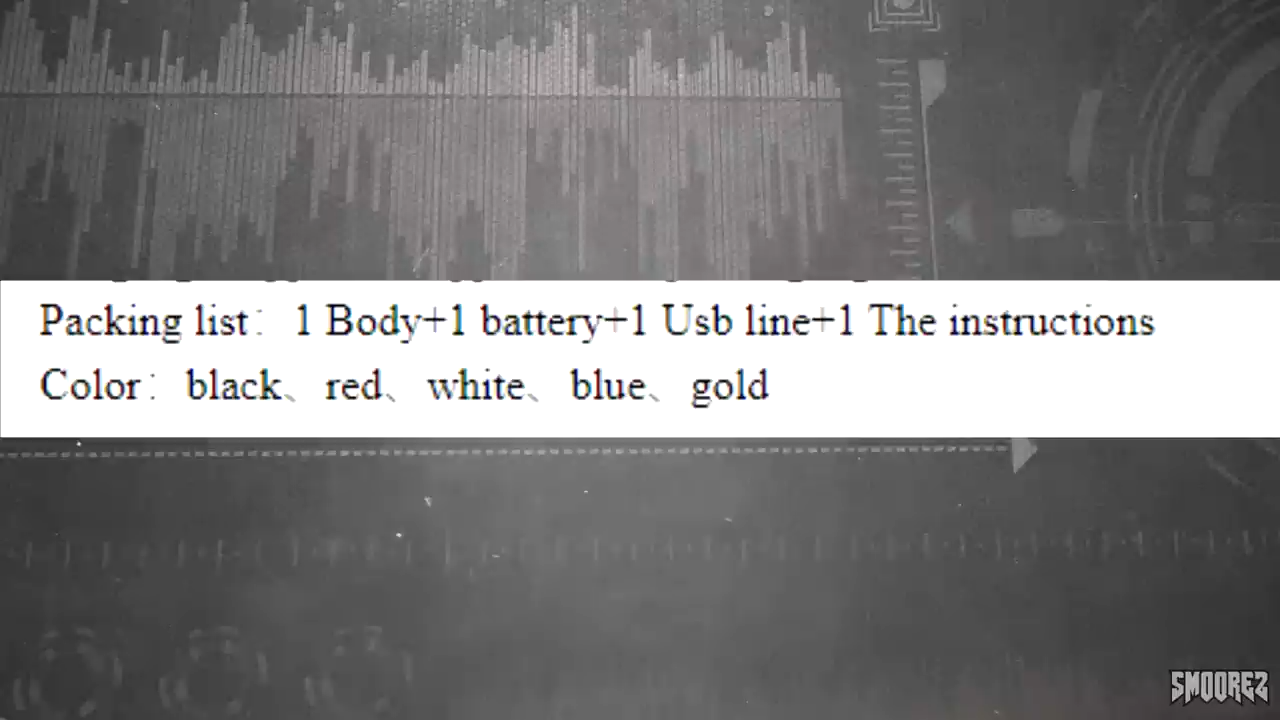 Packing list： 1 Body+1 battery+1 Usb line+1 The instructions
Color： black、red、white、blue、gold
SMOOREZ